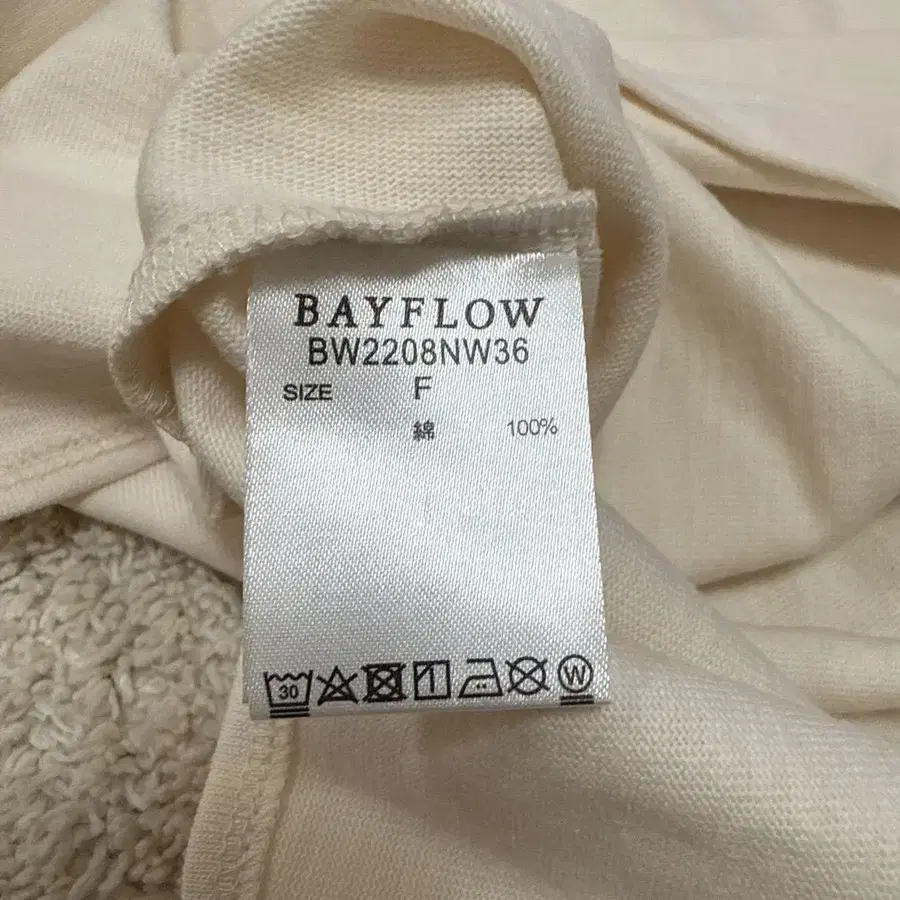 BAYFLOW
BW2208NW36
SIZE F
綿 100%
30
W